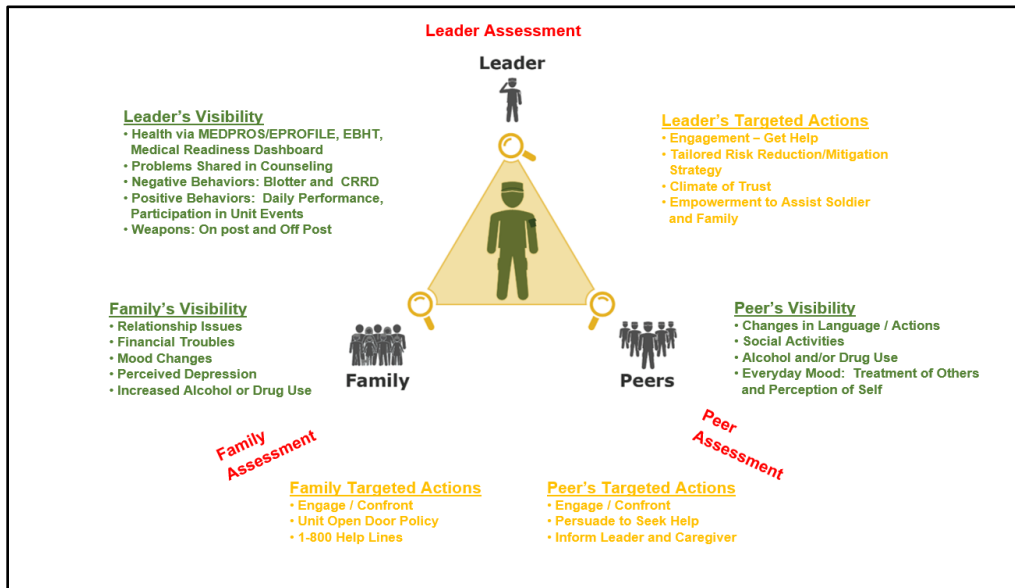 Leader Assessment
Leader
Leader's Visibility
• Health via MEDPROS/EPROFILE, EBHT,
Medical Readiness Dashboard
• Problems Shared in Counseling
• Negative Behaviors: Blotter and CRRD
• Positive Behaviors: Daily Performance,
Participation in Unit Events
• Weapons: On post and Off Post
Leader's Targeted Actions
• Engagement – Get Help
• Tailored Risk Reduction/Mitigation
Strategy
• Climate of Trust
• Empowerment to Assist Soldier
and Family
Family's Visibility
• Relationship Issues
• Financial Troubles
• Mood Changes
• Perceived Depression
• Increased Alcohol or Drug Use
Family
Peers
Peer's Visibility
• Changes in Language / Actions
• Social Activities
• Alcohol and/or Drug Use
• Everyday Mood: Treatment of Others
and Perception of Self
Family
Assessment
Peer
Assessment
Family Targeted Actions
• Engage / Confront
• Unit Open Door Policy
• 1-800 Help Lines
Peer's Targeted Actions
• Engage / Confront
• Persuade to Seek Help
• Inform Leader and Caregiver